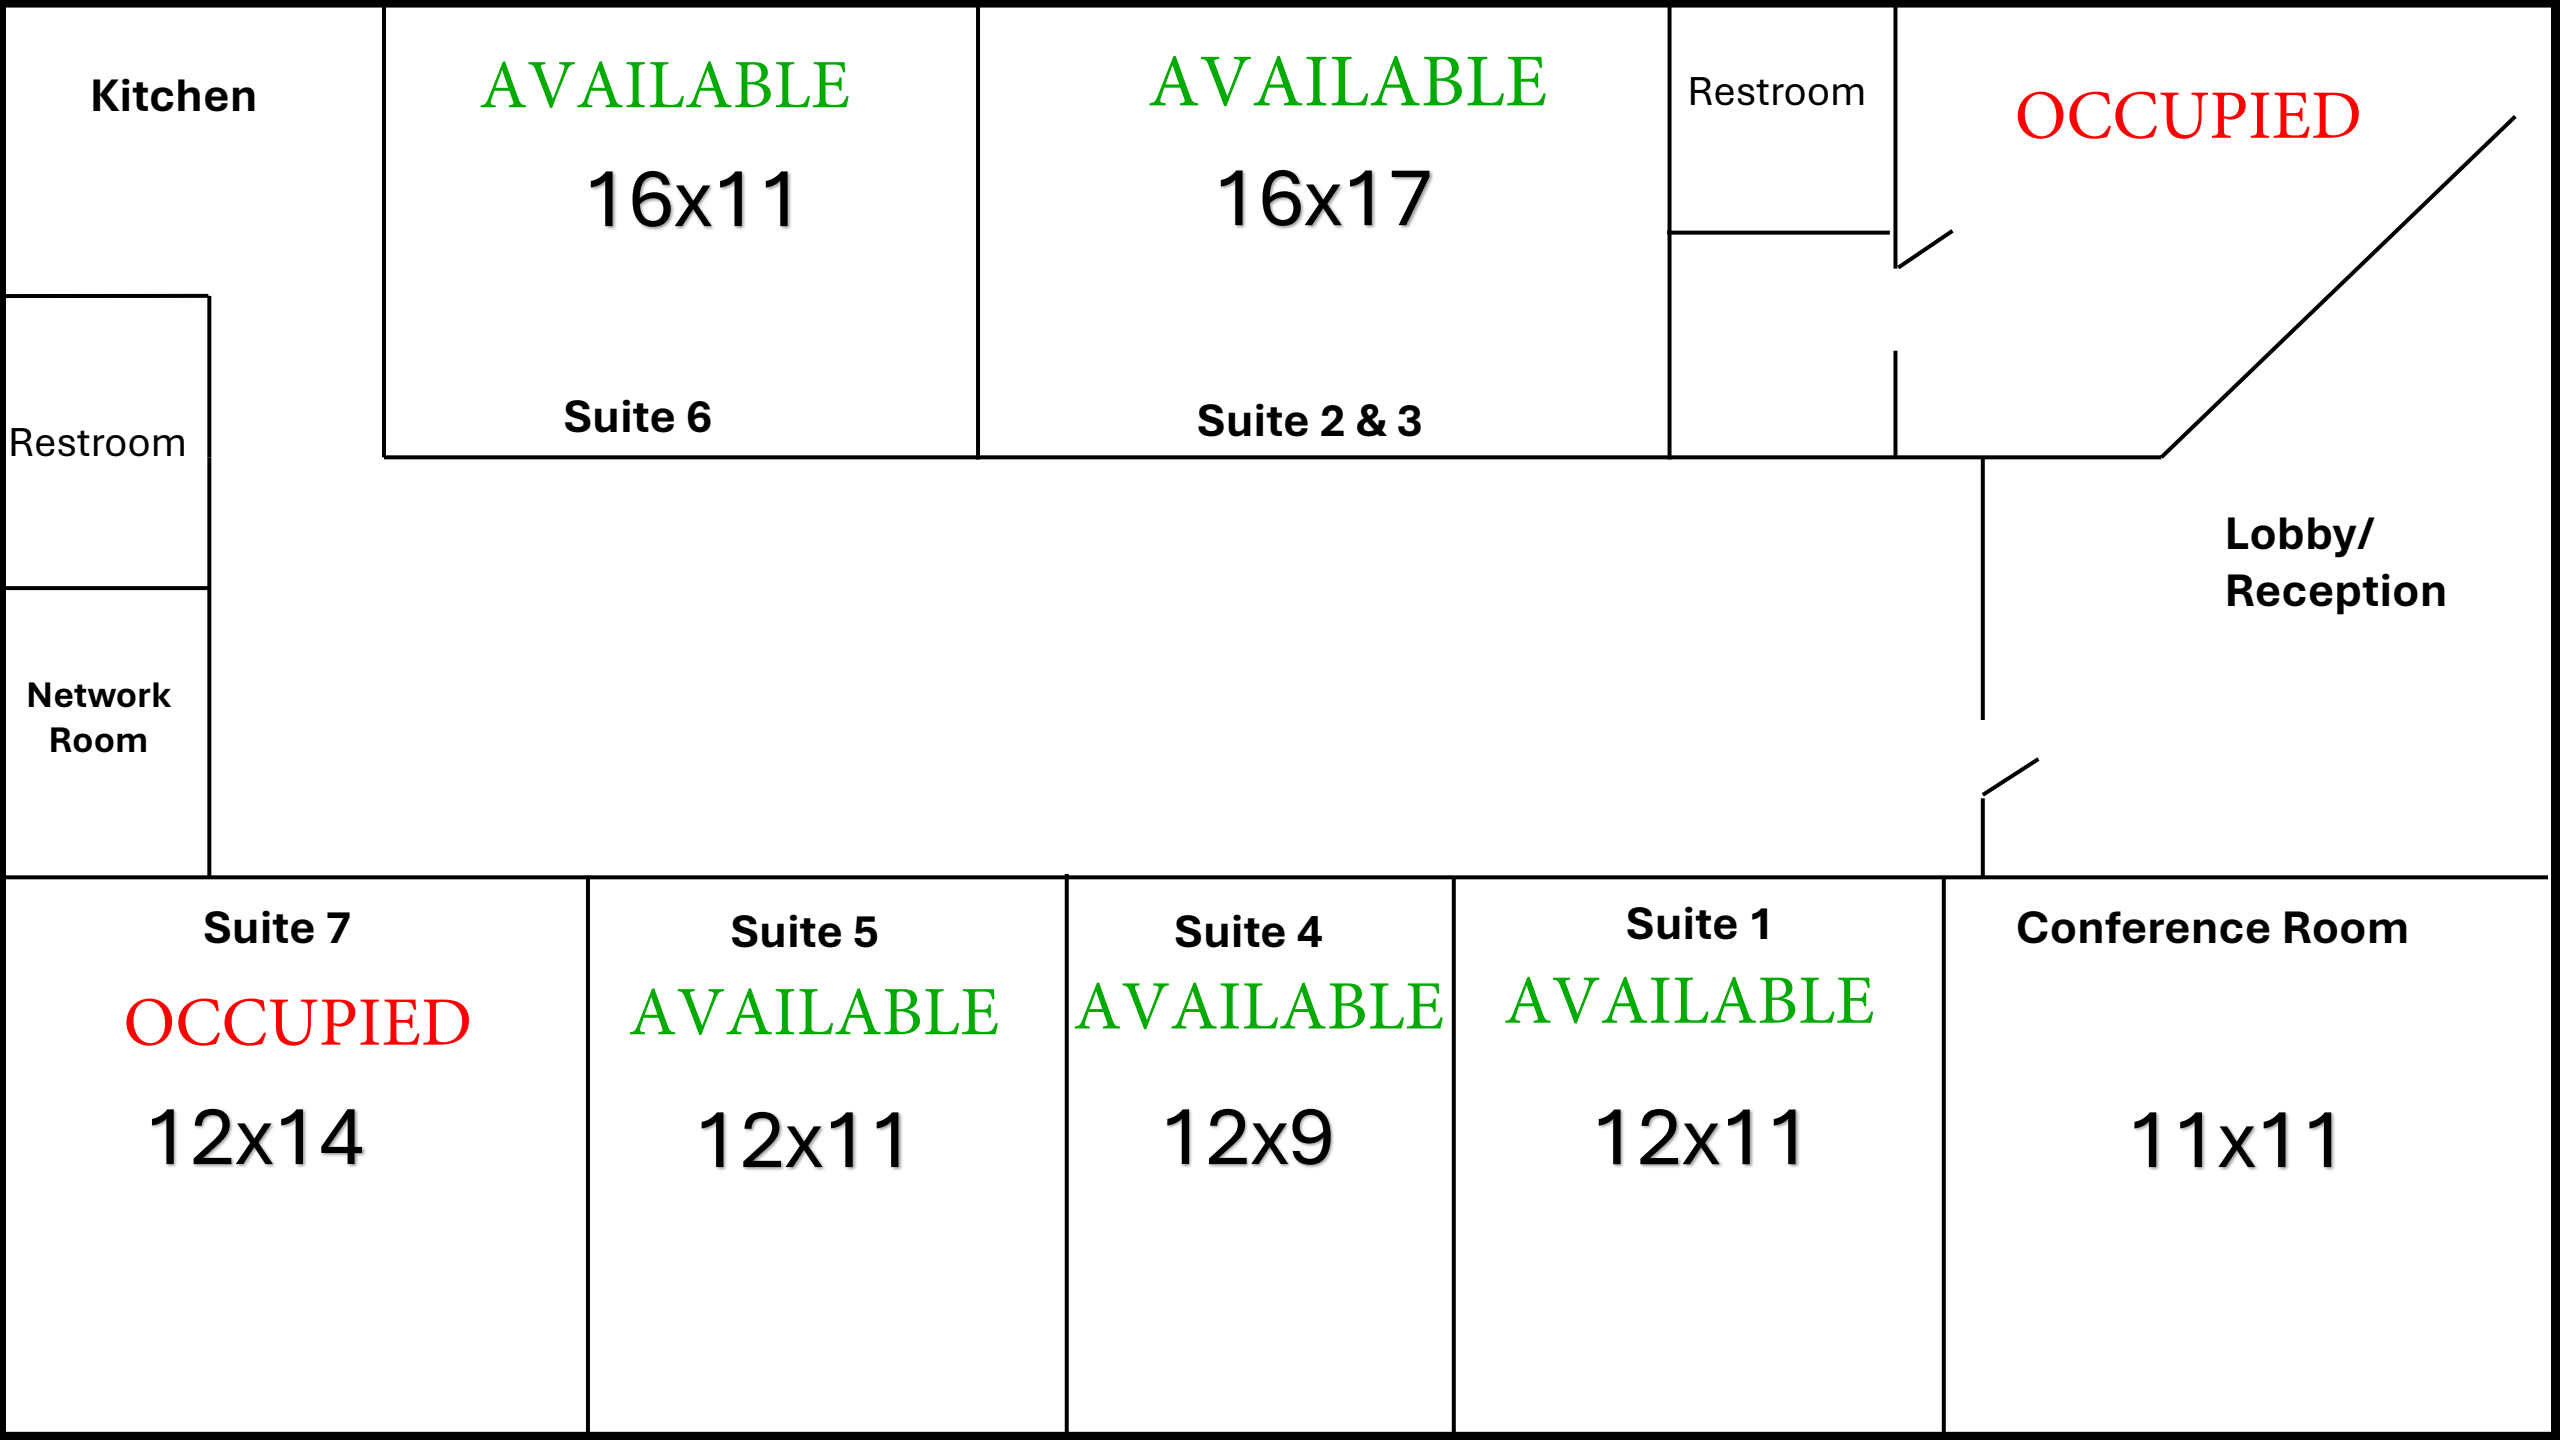 Kitchen
AVAILABLE
16x11
Suite 6
AVAILABLE
16x17
Suite 2 & 3
Restroom
OCCUPIED
Restroom
Network
Room
Lobby/
Reception
Suite 7
OCCUPIED
12x14
Suite 5
AVAILABLE
12x11
Suite 4
AVAILABLE
12x9
Suite 1
AVAILABLE
12x11
Conference Room
11x11